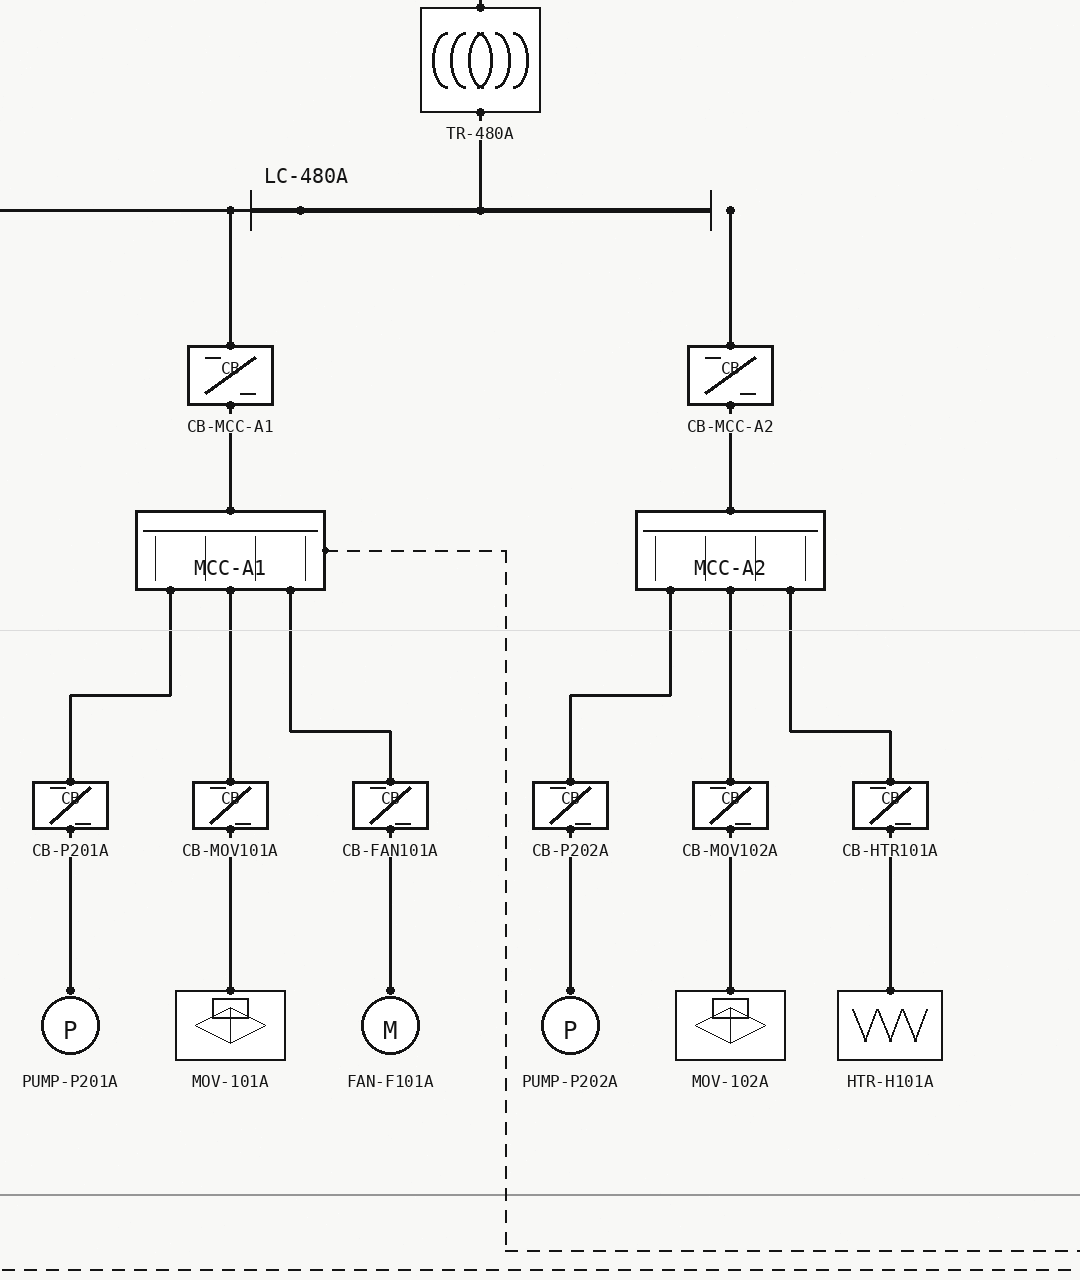 TR-480A
LC-480A
CB
CB
CB-MCC-A1
CB-MCC-A2
MCC-A1
MCC-A2
CB
CB
CB
CB
CB
CB
CB-P201A
CB-MOV101A
CB-FAN101A
CB-P202A
CB-MOV102A
CB-HTR101A
P
M
P
PUMP-P201A
MOV-101A
FAN-F101A
PUMP-P202A
MOV-102A
HTR-H101A